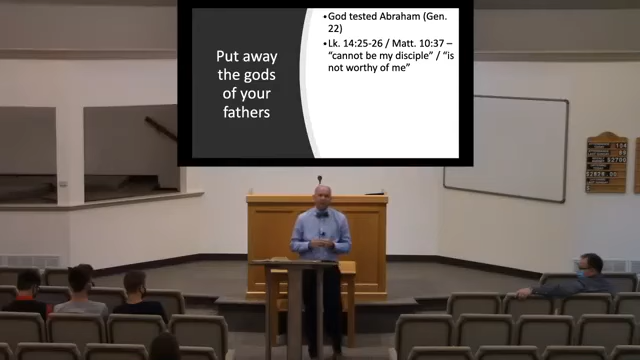 Put away
the gods
of your
fathers
•God tested Abraham (Gen.
22)
•Lk. 14:25-26 / Matt. 10:37 –
“cannot be my disciple” / “is
not worthy of me”